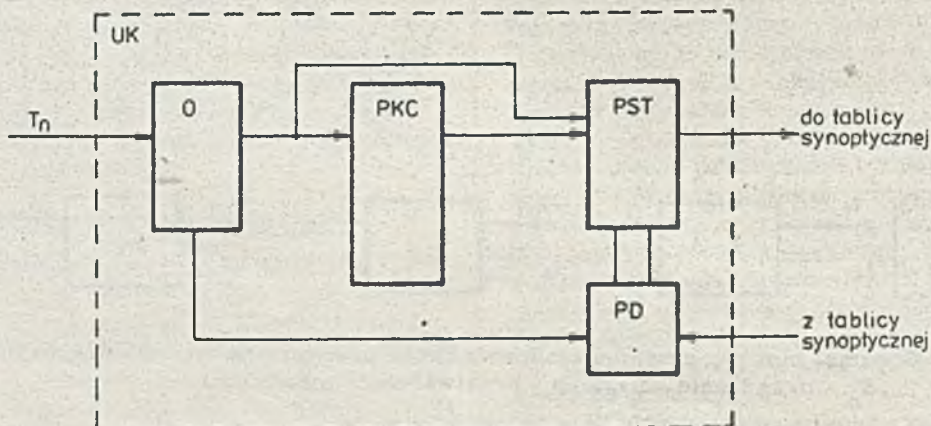 UK
Tn
O
PKC
PST
do tablicy
synoptycznej
PD
z tablicy
synoptycznej